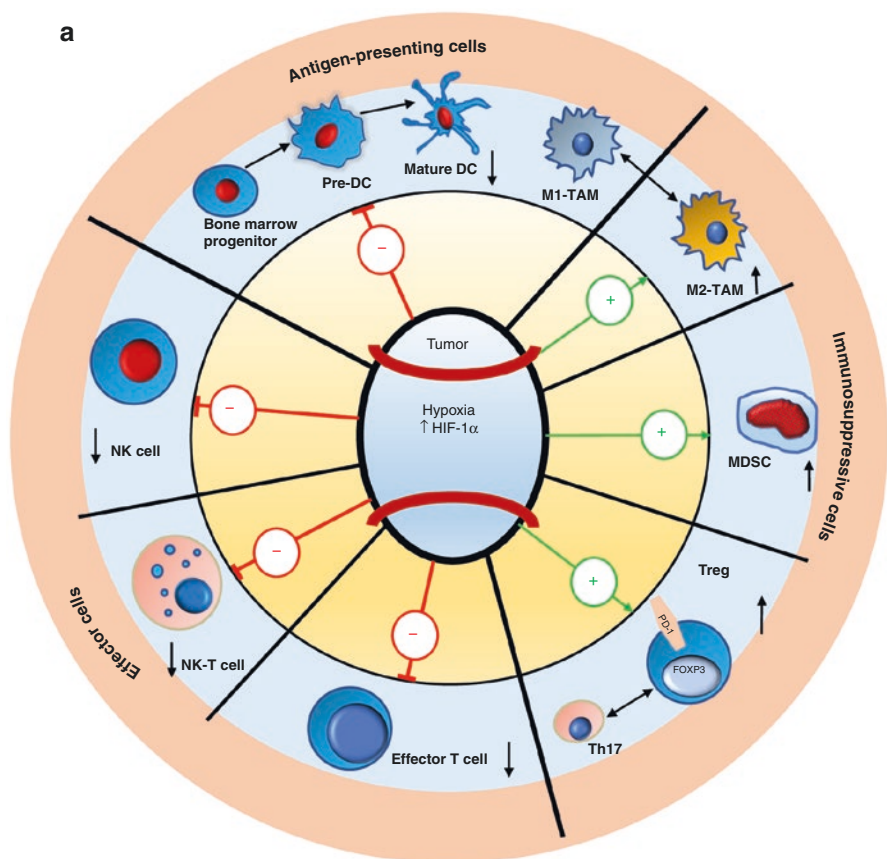 a
Antigen-presenting cells
Mature DC
Pre-DC
Bone marrow
progenitor
M1-TAM
M2-TAM
Immunosuppressive cells
−
+
Tumor
Hypoxia
↑ HIF-1α
−
NK cell
+
MDSC
−
NK-T cell
Effector cells
+
Treg
PD-1
FOXP3
Th17
−
Effector T cell